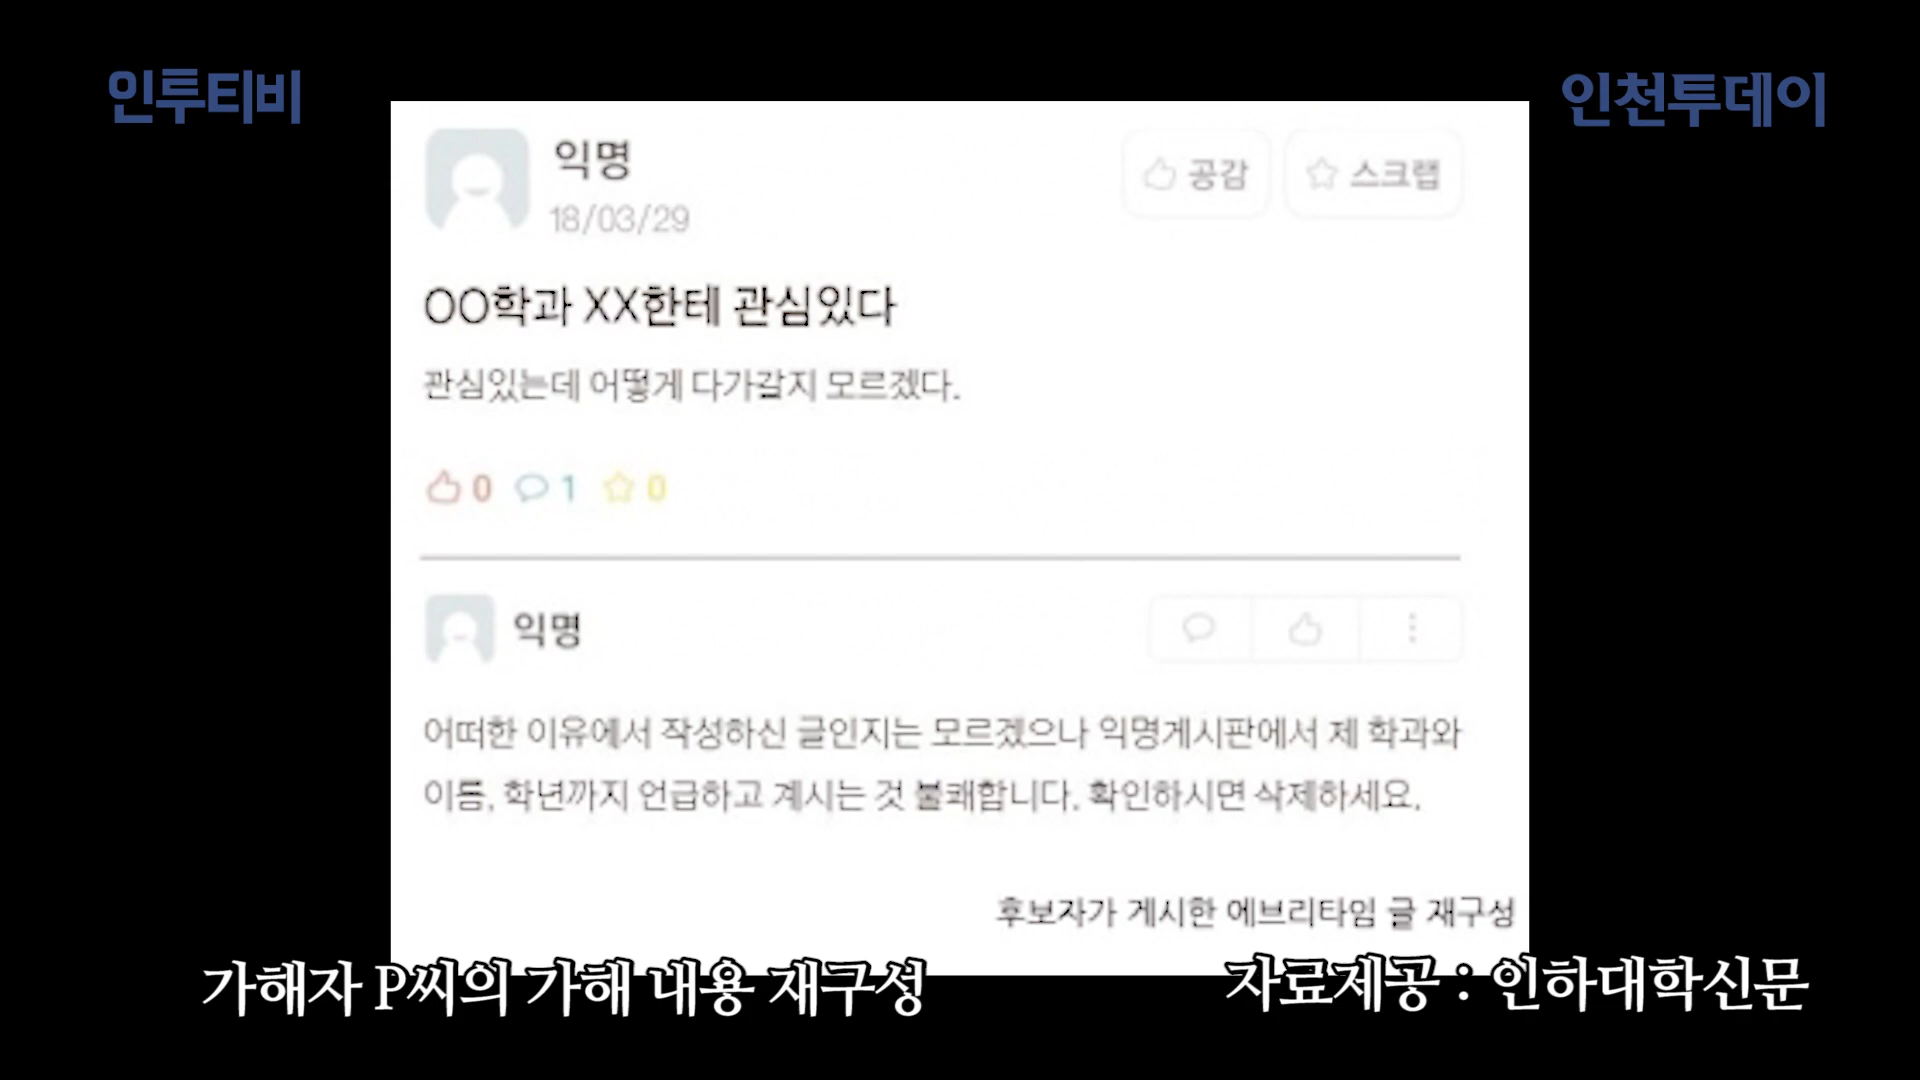 인투티비
인천투데이
익명
18/03/29
공감
스크랩
OO학과 XX한테 관심있다
관심있는데 어떻게 다가갈지 모르겠다.
0 1 0
익명
어떠한 이유에서 작성하신 글인지는 모르겠으나 익명게시판에서 제 학과와
이름, 학년까지 언급하고 계시는 것 불쾌합니다. 확인하시면 삭제하세요.
후보자가 게시한 에브리타임 글 재구성
가해자 P씨의 가해 내용 재구성
자료제공 : 인하대학신문